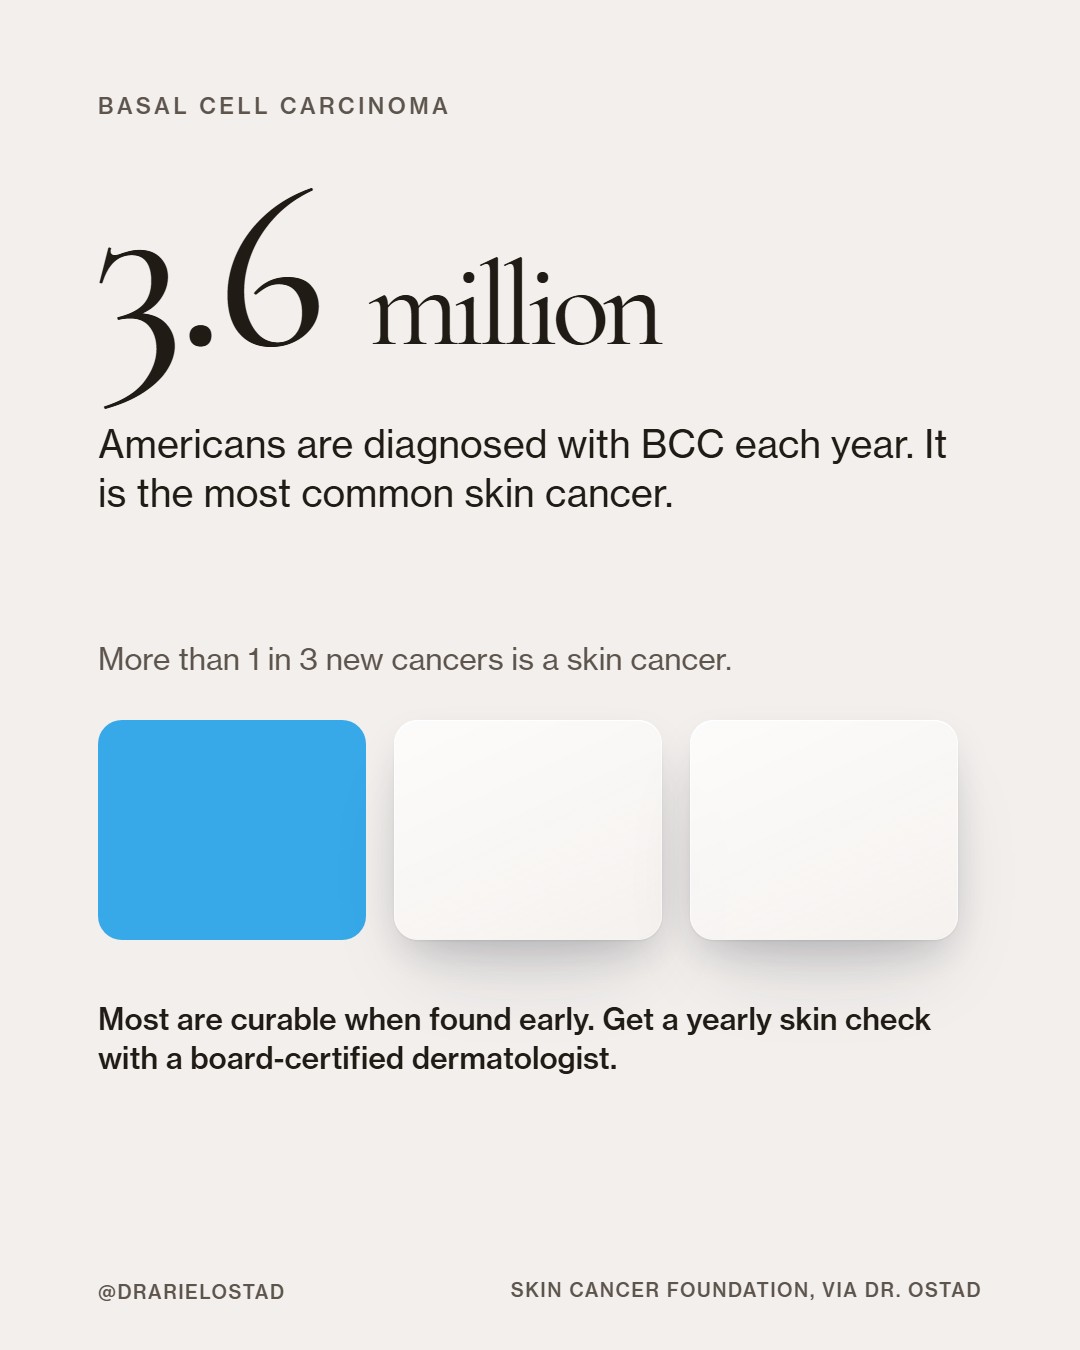 BASAL CELL CARCINOMA
3.6 million
Americans are diagnosed with BCC each year. It
is the most common skin cancer.
More than 1 in 3 new cancers is a skin cancer.
Most are curable when found early. Get a yearly skin check
with a board-certified dermatologist.
@DRARIELOSTAD
SKIN CANCER FOUNDATION, VIA DR. OSTAD